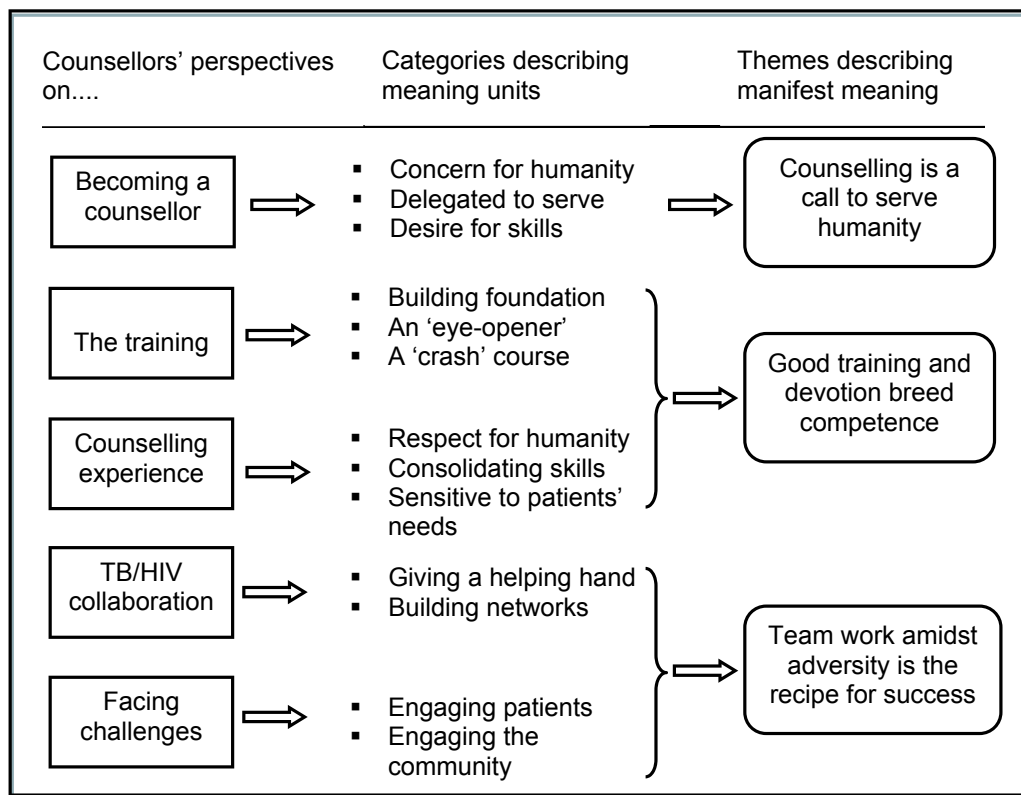 Counsellors’ perspectives
on....
Categories describing
meaning units
Themes describing
manifest meaning
Becoming a
counsellor
▪ Concern for humanity
▪ Delegated to serve
▪ Desire for skills
Counselling is a
call to serve
humanity
The training
▪ Building foundation
▪ An ‘eye-opener’
▪ A ‘crash’ course
Good training and
devotion breed
competence
Counselling
experience
▪ Respect for humanity
▪ Consolidating skills
▪ Sensitive to patients’
needs
TB/HIV
collaboration
▪ Giving a helping hand
▪ Building networks
Team work amidst
adversity is the
recipe for success
Facing
challenges
▪ Engaging patients
▪ Engaging the
community